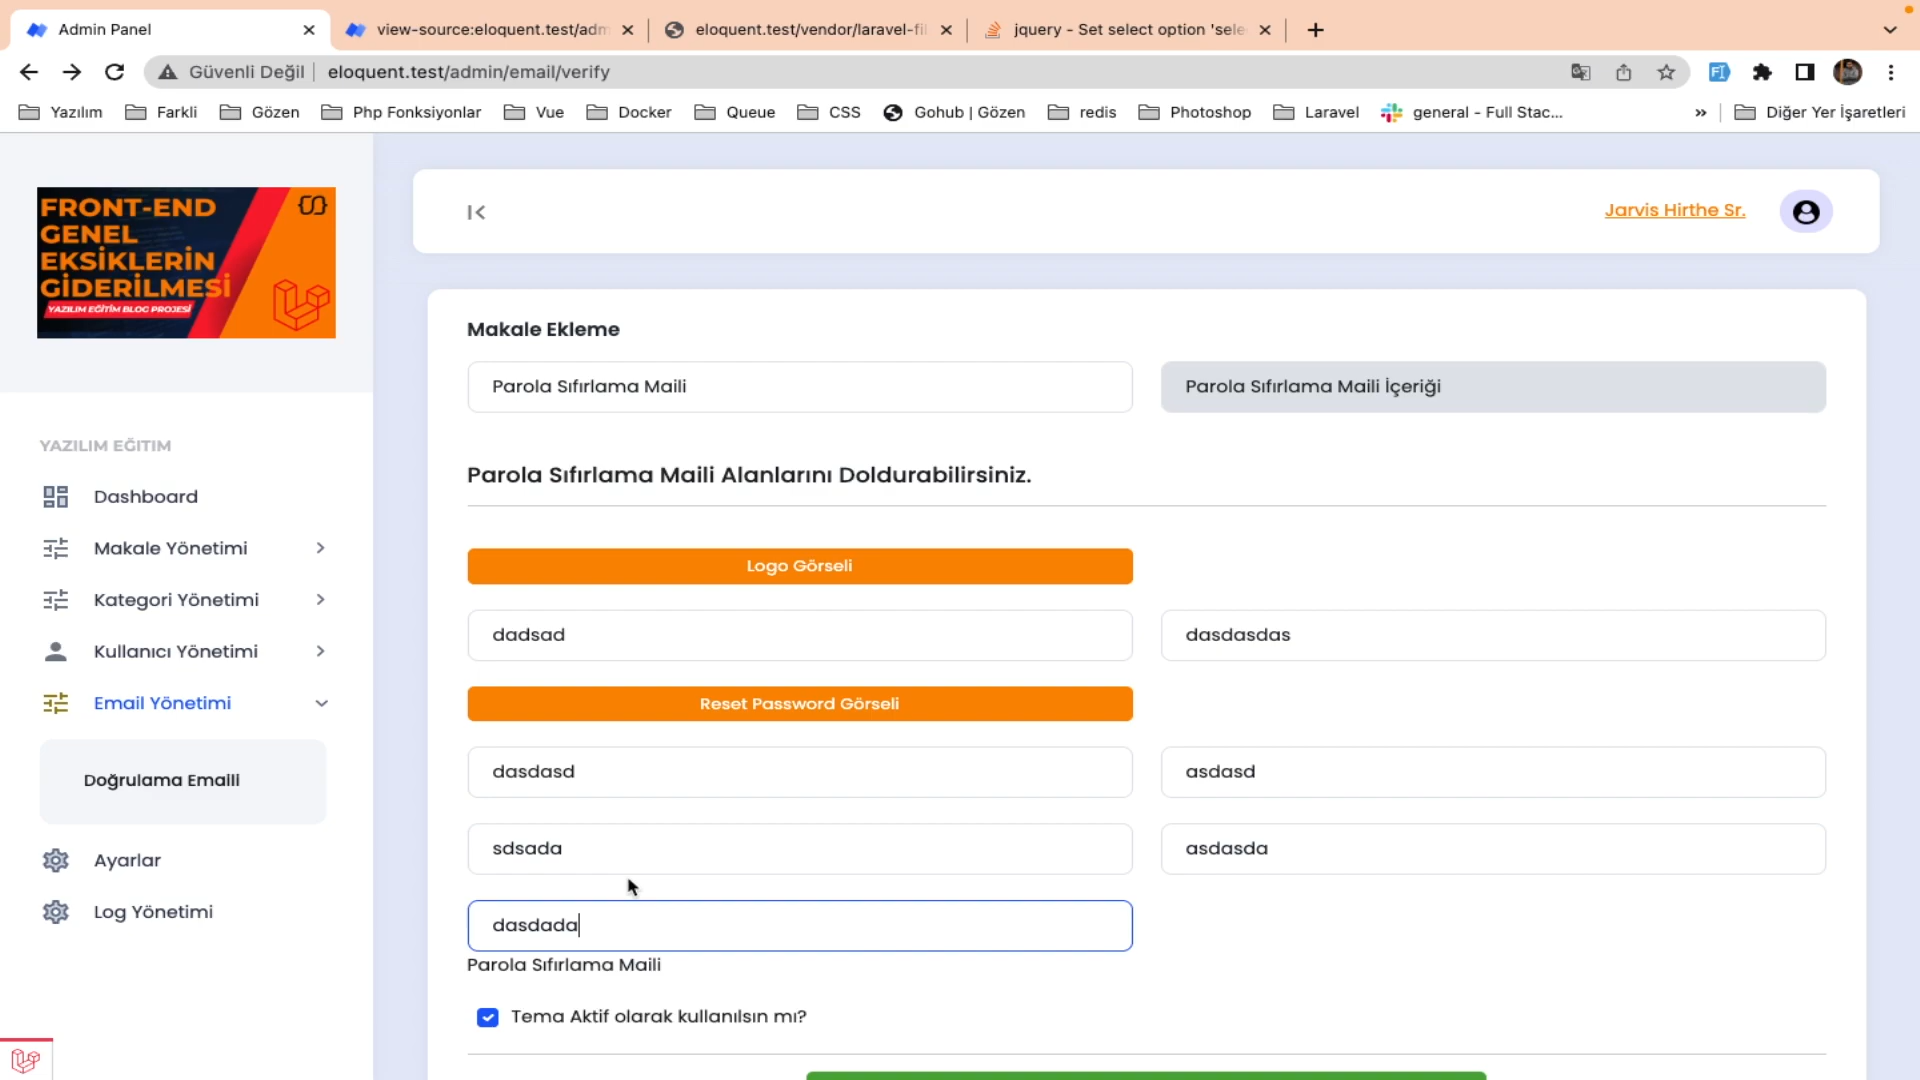 Admin Panel
view-source:eloquent.test/adm
eloquent.test/vendor/laravel-fil
jquery - Set select option 'sele
Güvenli Değil
eloquent.test/admin/email/verify
Yazılım
Farkli
Gözen
Php Fonksiyonlar
Vue
Docker
Queue
CSS
Gohub | Gözen
redis
Photoshop
Laravel
general - Full Stac...
»
Diğer Yer İşaretleri
FRONT-END
GENEL
EKSİKLERİN
GİDERİLMESİ
YAZILIM EĞİTİM BLOG PROJESİ
Jarvis Hirthe Sr.
Makale Ekleme
Parola Sıfırlama Maili
Parola Sıfırlama Maili İçeriği
YAZILIM EĞITIM
Dashboard
Makale Yönetimi
Kategori Yönetimi
Kullanıcı Yönetimi
Email Yönetimi
Doğrulama Emaili
Ayarlar
Log Yönetimi
Parola Sıfırlama Maili Alanlarını Doldurabilirsiniz.
Logo Görseli
dadsad
dasdasdas
Reset Password Görseli
dasdasd
asdasd
sdsada
asdasda
dasdada
Parola Sıfırlama Maili
Tema Aktif olarak kullanılsın mı?